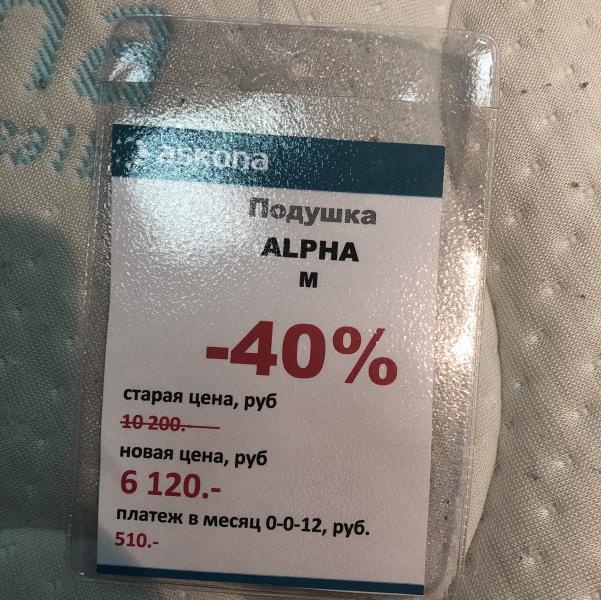 askona
Подушка
ALPHA
M
-40%
старая цена, руб
10 200.-
новая цена, руб
6 120.-
платеж в месяц 0-0-12, руб.
510.-